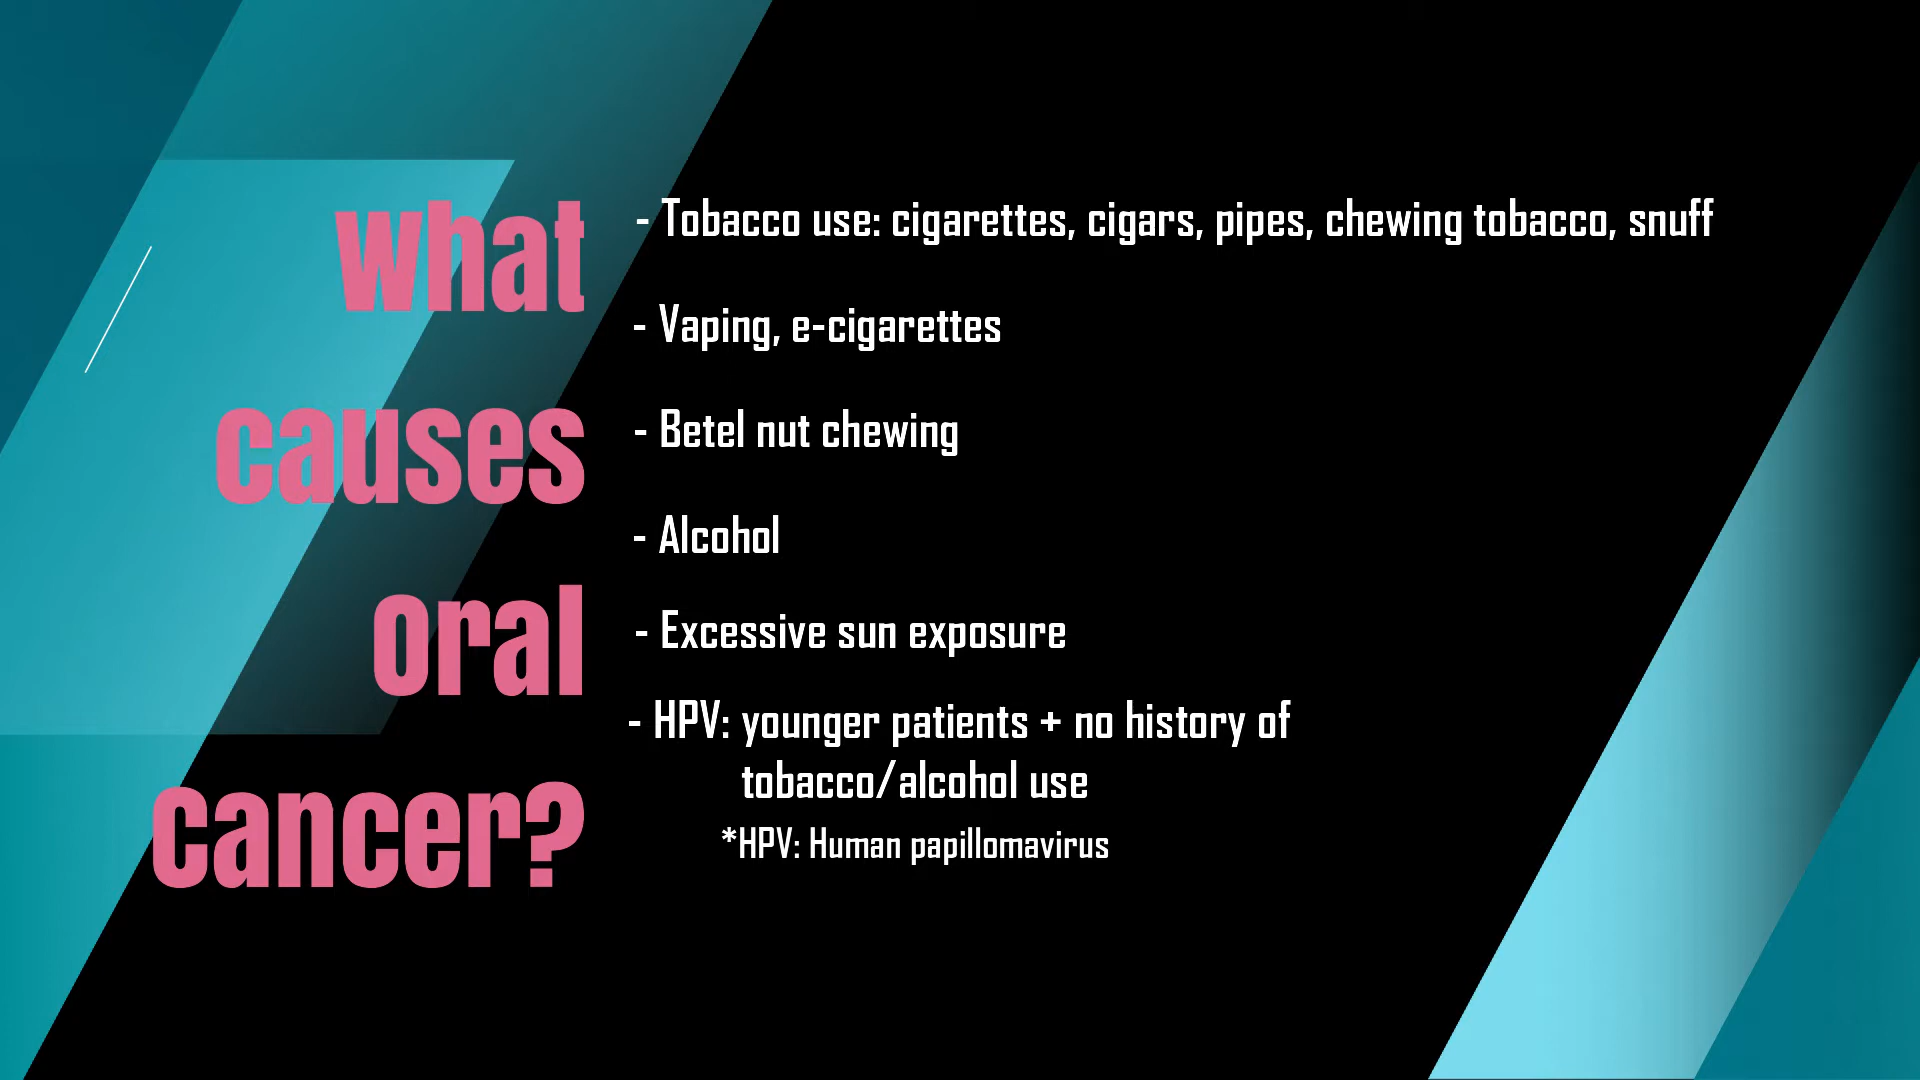 what
causes
oral
cancer?
- Tobacco use: cigarettes, cigars, pipes, chewing tobacco, snuff
- Vaping, e-cigarettes
- Betel nut chewing
- Alcohol
- Excessive sun exposure
- HPV: younger patients + no history of
tobacco/alcohol use
*HPV: Human papillomavirus